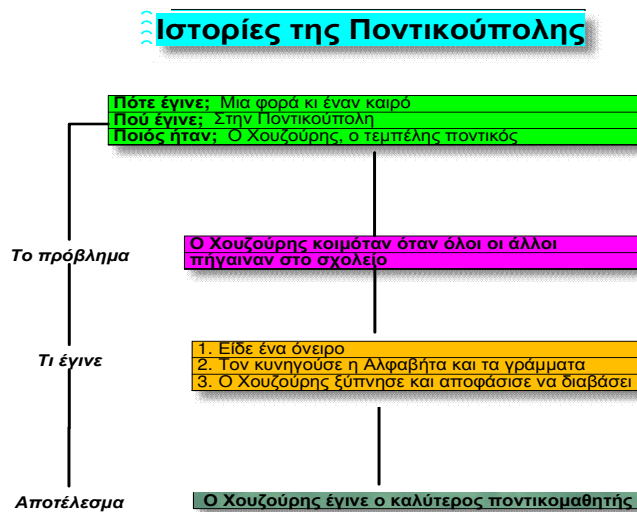 Ιστορίες της Ποντικούπολης
Πότε έγινε; Μια φορά κι έναν καιρό
Πού έγινε; Στην Ποντικούπολη
Ποιός ήταν; Ο Χουζούρης, ο τεμπέλης ποντικός
Το πρόβλημα
Ο Χουζούρης κοιμόταν όταν όλοι οι άλλοι
πήγαιναν στο σχολείο
Τι έγινε
1. Είδε ένα όνειρο
2. Τον κυνηγούσε η Αλφαβήτα και τα γράμματα
3. Ο Χουζούρης ξύπνησε και αποφάσισε να διαβάσει
Αποτέλεσμα
Ο Χουζούρης έγινε ο καλύτερος ποντικομαθητής